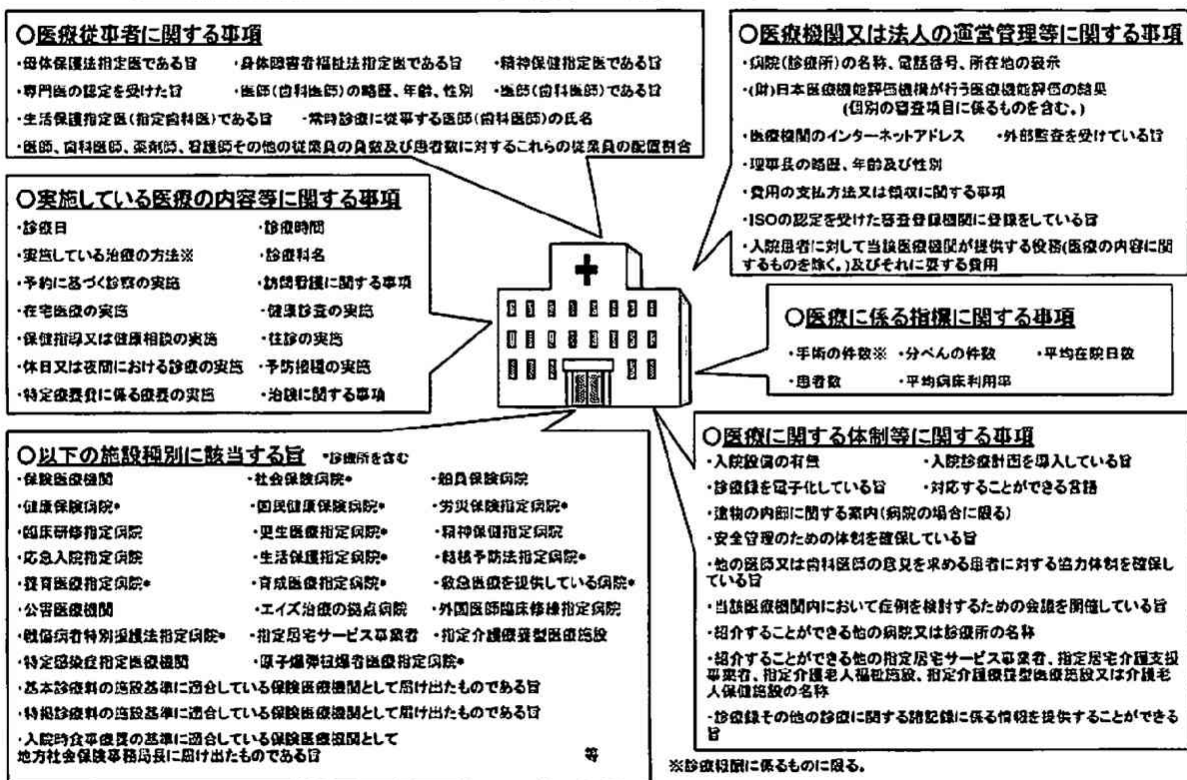 ○医療従事者に関する事項
・母体保護法指定医である旨 ・身体障害者福祉法指定医である旨 ・精神保健指定医である旨
・専門医の認定を受けた旨 ・医師(歯科医師)の略歴、年齢、性別 ・医師(歯科医師)である旨
・生活保護指定医(指定歯科医)である旨 ・常時診療に従事する医師(歯科医師)の氏名
・医師、歯科医師、薬剤師、看護師その他の従業員の員数及び患者数に対するこれらの従業員の配置割合
○医療機関又は法人の運営管理等に関する事項
・病院(診療所)の名称、電話番号、所在地の表示
・(財)日本医療機能評価機構が行う医療機能評価の結果
(個別の審査項目に係るものを含む。)
・医療機関のインターネットアドレス ・外部監査を受けている旨
・理事長の略歴、年齢及び性別
・費用の支払方法又は領収に関する事項
・ISOの認定を受けた審査登録機関に登録をしている旨
・入院患者に対して当該医療機関が提供する役務(医療の内容に関
するものを除く。)及びそれに要する費用
○実施している医療の内容等に関する事項
・診療日 ・診療時間
・実施している治療の方法※ ・診療科名
・予約に基づく診察の実施 ・訪問看護に関する事項
・在宅医療の実施 ・健康診査の実施
・保健指導又は健康相談の実施 ・往診の実施
・休日又は夜間における診療の実施 ・予防接種の実施
・特定療養費に係る療養の実施 ・治験に関する事項
○医療に係る指標に関する事項
・手術の件数※ ・分べんの件数 ・平均在院日数
・患者数 ・平均病床利用率
○以下の施設種別に該当する旨 *診療所を含む
・保険医療機関 ・社会保険病院* ・船員保険病院
・健康保険病院* ・国民健康保険病院* ・労災保険指定病院*
・臨床研修指定病院 ・更生医療指定病院* ・精神保健指定病院
・応急入院指定病院 ・生活保護指定病院* ・結核予防法指定病院*
・養育医療指定病院* ・育成医療指定病院* ・救急医療を提供している病院*
・公害医療機関 ・エイズ治療の拠点病院 ・外国医師臨床修練指定病院
・戦傷病者特別援護法指定病院* ・指定居宅サービス事業者 ・指定介護療養型医療施設
・特定感染症指定医療機関 ・原子爆弾被爆者医療指定病院*
・基本診療料の施設基準に適合している保険医療機関として届け出たものである旨
・特掲診療料の施設基準に適合している保険医療機関として届け出たものである旨
・入院時食事療養の基準に適合している保険医療機関として
地方社会保険事務局長に届け出たものである旨 等
○医療に関する体制等に関する事項
・入院設備の有無 ・入院診療計画を導入している旨
・診療録を電子化している旨 ・対応することができる言語
・建物の内部に関する案内(病院の場合に限る)
・安全管理のための体制を確保している旨
・他の医師又は歯科医師の意見を求める患者に対する協力体制を確保し
ている旨
・当該医療機関内において症例を検討するための会議を開催している旨
・紹介することができる他の病院又は診療所の名称
・紹介することができる他の指定居宅サービス事業者、指定居宅介護支援
事業者、指定介護老人福祉施設、指定介護療養型医療施設又は介護老
人保健施設の名称
・診療録その他の診療に関する諸記録に係る情報を提供することができる
旨
※診療報酬に係るものに限る。